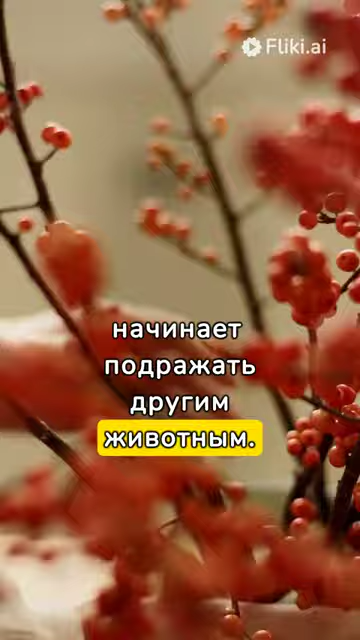 Fliki.ai
начинает
подражать
другим
животным.